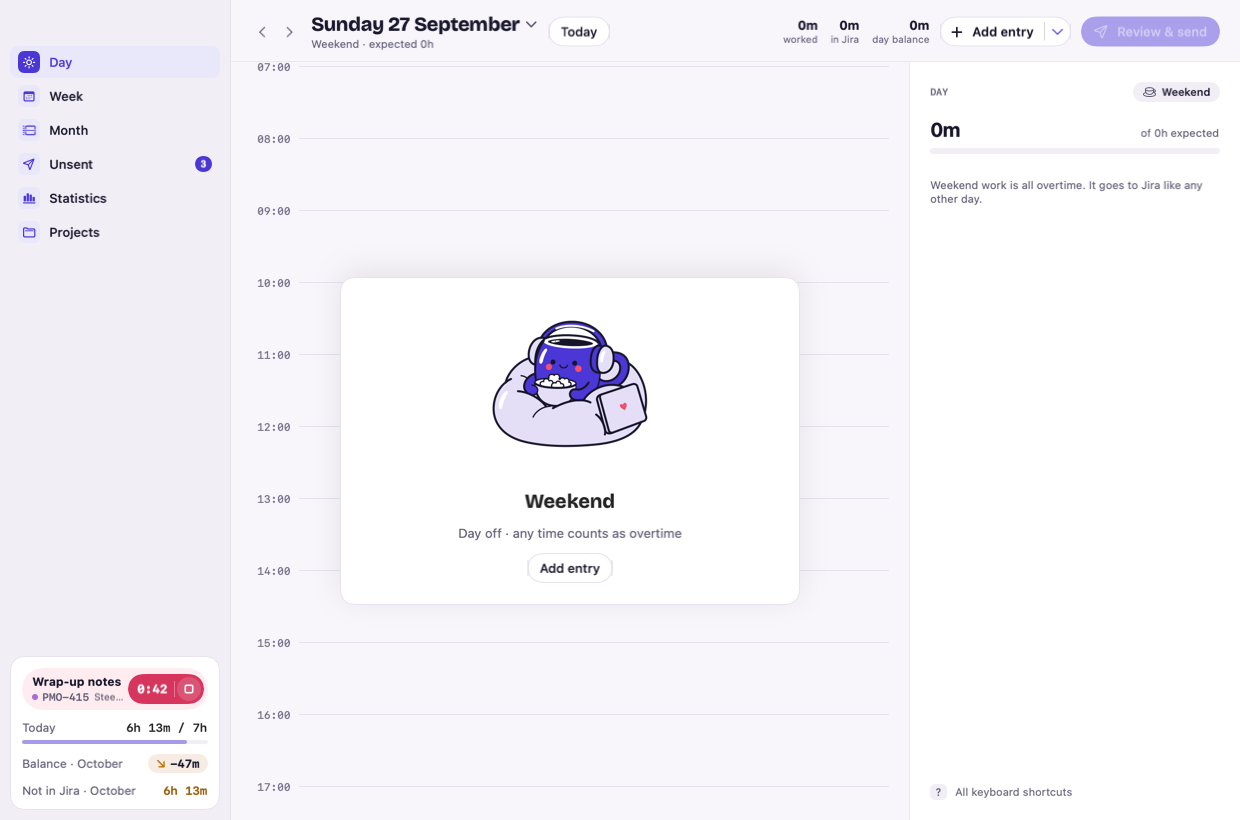 Day
Week
Month
Unsent 3
Statistics
Projects
Wrap-up notes
PMO-415 Stee...
0:42
Today 6h 13m / 7h
Balance · October −47m
Not in Jira · October 6h 13m
Sunday 27 September
Weekend · expected 0h
Today
0m worked
0m in Jira
0m day balance
Add entry
Review & send
07:00
08:00
09:00
10:00
11:00
12:00
13:00
14:00
15:00
16:00
17:00
Weekend
Day off · any time counts as overtime
Add entry
DAY
Weekend
0m of 0h expected
Weekend work is all overtime. It goes to Jira like any
other day.
? All keyboard shortcuts